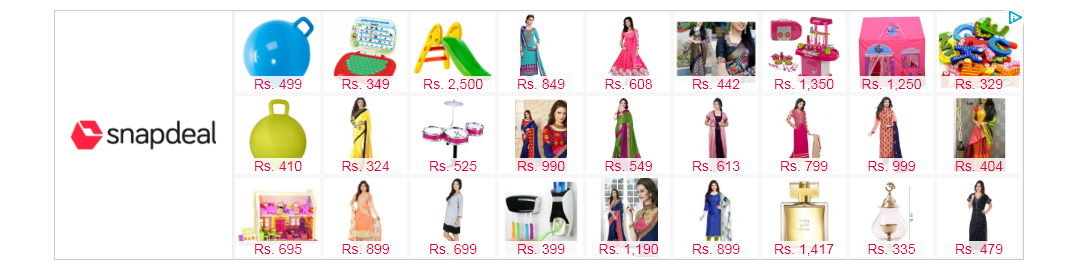 Rs. 499 Rs. 349 Rs. 2,500 Rs. 849 Rs. 608 Rs. 442 Rs. 1,350 Rs. 1,250 Rs. 329
snapdeal
Rs. 410 Rs. 324 Rs. 525 Rs. 990 Rs. 549 Rs. 613 Rs. 799 Rs. 999 Rs. 404
Rs. 695 Rs. 899 Rs. 699 Rs. 399 Rs. 1,190 Rs. 899 Rs. 1,417 Rs. 335 Rs. 479